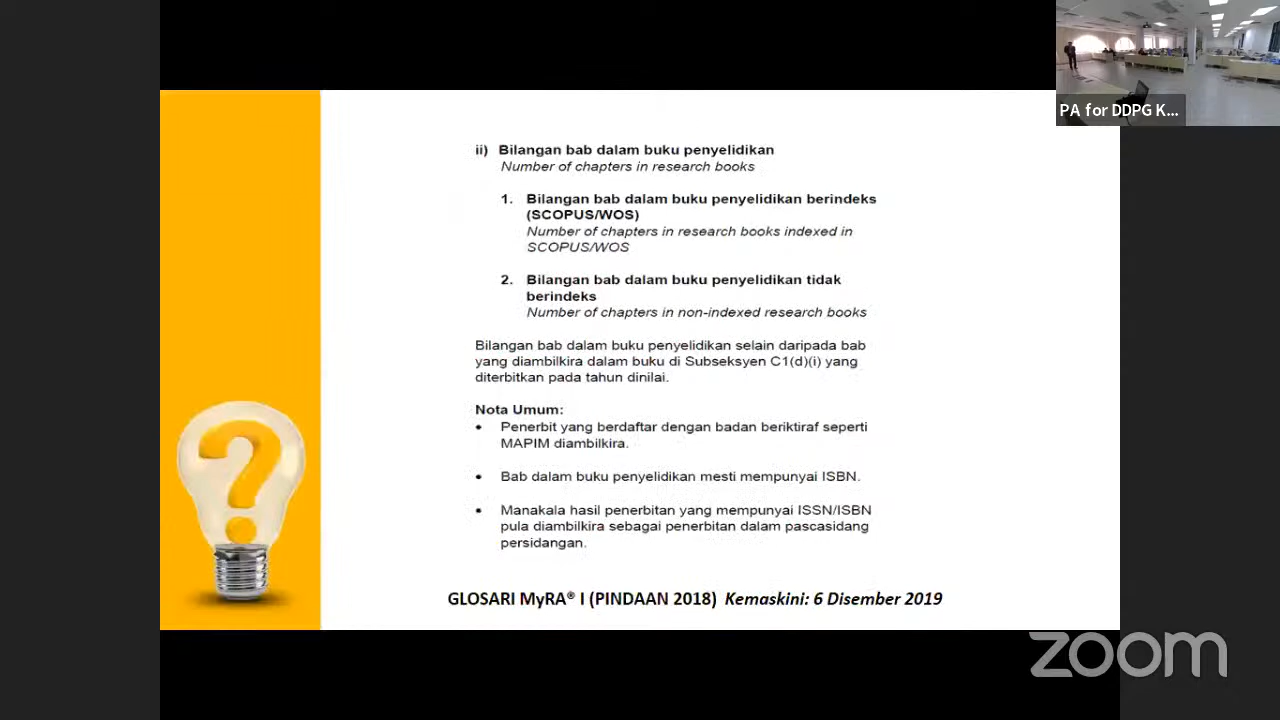 PA for DDPG K...
ii) Bilangan bab dalam buku penyelidikan
Number of chapters in research books
1. Bilangan bab dalam buku penyelidikan berindeks
(SCOPUS/WOS)
Number of chapters in research books indexed in
SCOPUS/WOS
2. Bilangan bab dalam buku penyelidikan tidak
berindeks
Number of chapters in non-indexed research books
Bilangan bab dalam buku penyelidikan selain daripada bab
yang diambilkira dalam buku di Subseksyen C1(d)(i) yang
diterbitkan pada tahun dinilai.
Nota Umum:
• Penerbit yang berdaftar dengan badan beriktiraf seperti
MAPIM diambilkira.
• Bab dalam buku penyelidikan mesti mempunyai ISBN.
• Manakala hasil penerbitan yang mempunyai ISSN/ISBN
pula diambilkira sebagai penerbitan dalam pascasidang
persidangan.
GLOSARI MyRA® I (PINDAAN 2018) Kemaskini: 6 Disember 2019
zoom